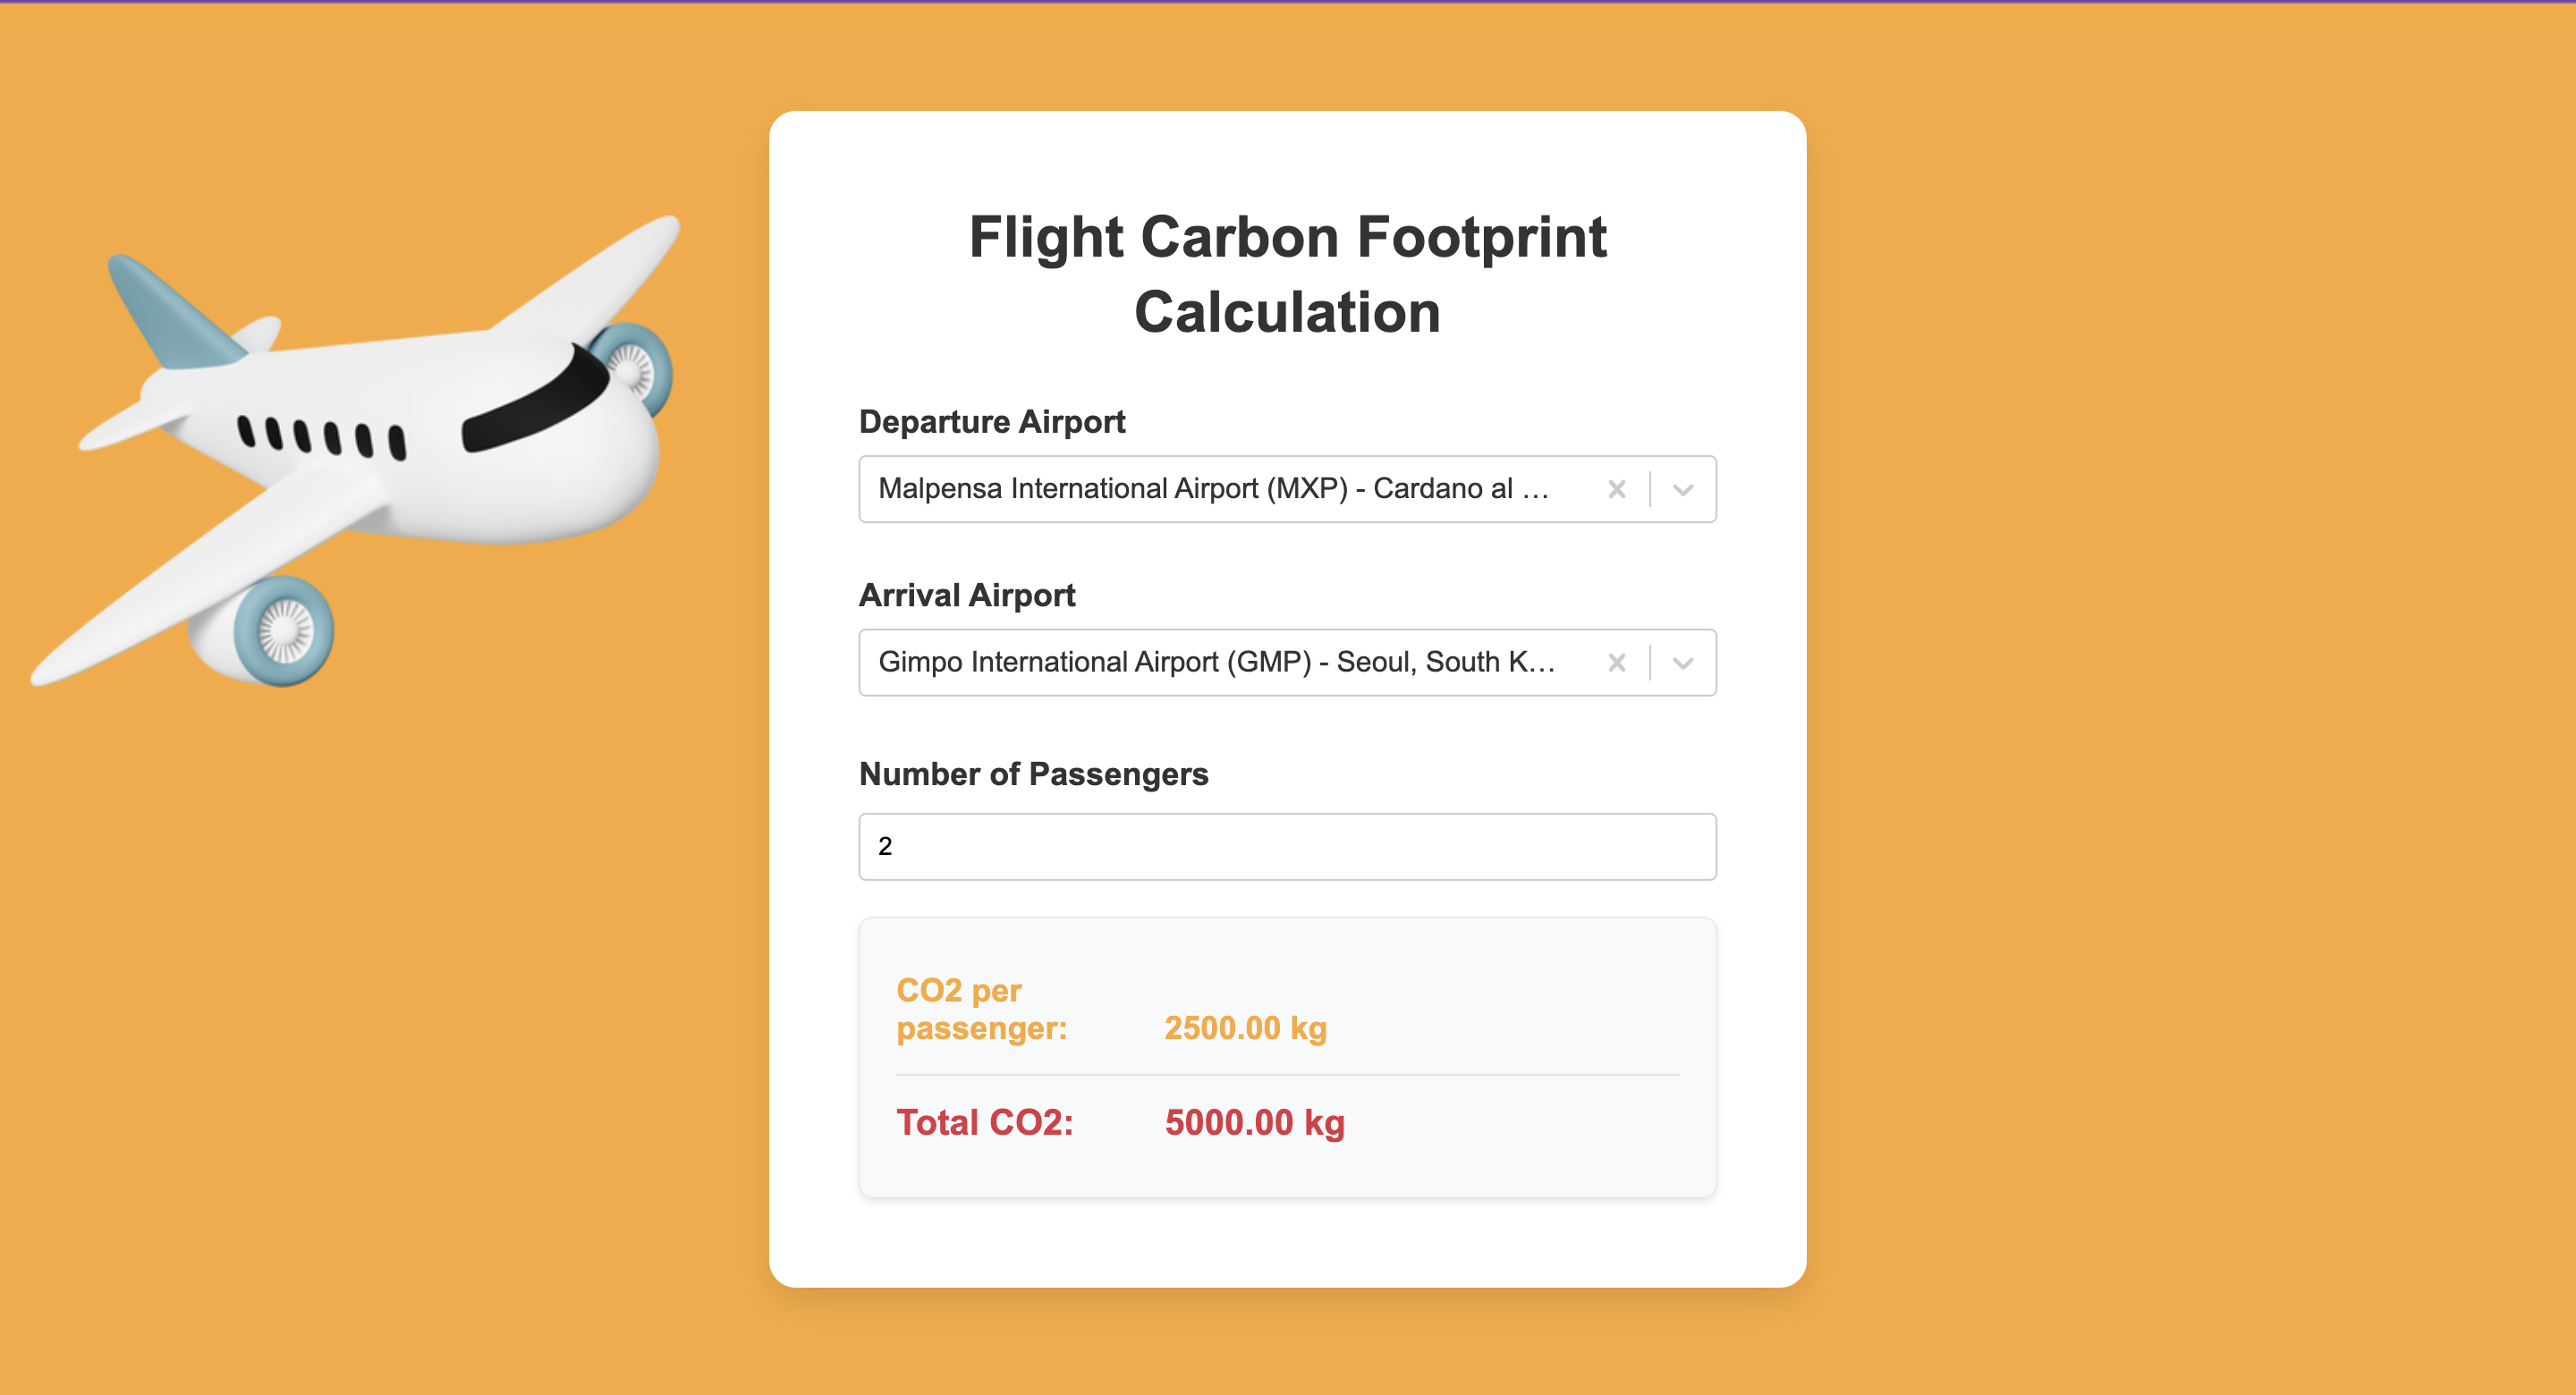 Flight Carbon Footprint
Calculation
Departure Airport
Malpensa International Airport (MXP) - Cardano al ...
Arrival Airport
Gimpo International Airport (GMP) - Seoul, South K...
Number of Passengers
2
CO2 per
passenger: 2500.00 kg
Total CO2: 5000.00 kg